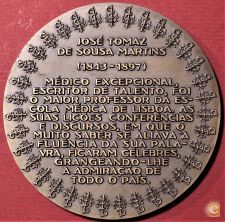 JOSÉ TOMAZ
DE SOUSA MARTINS
(1843-1897)
MÉDICO EXCEPCIONAL,
ESCRITOR DE TALENTO, FOI
O MAIOR PROFESSOR DA ES-
COLA MÉDICA DE LISBOA. AS
SUAS LIÇÕES, CONFERÊNCIAS
E DISCURSOS, EM QUE A
MUITO SABER SE ALIAVA A
FLUÊNCIA DA SUA PALA-
VRA, FICARAM CÉLEBRES,
GRANGEANDO-LHE
A ADMIRAÇÃO DE
TODO O PAÍS.